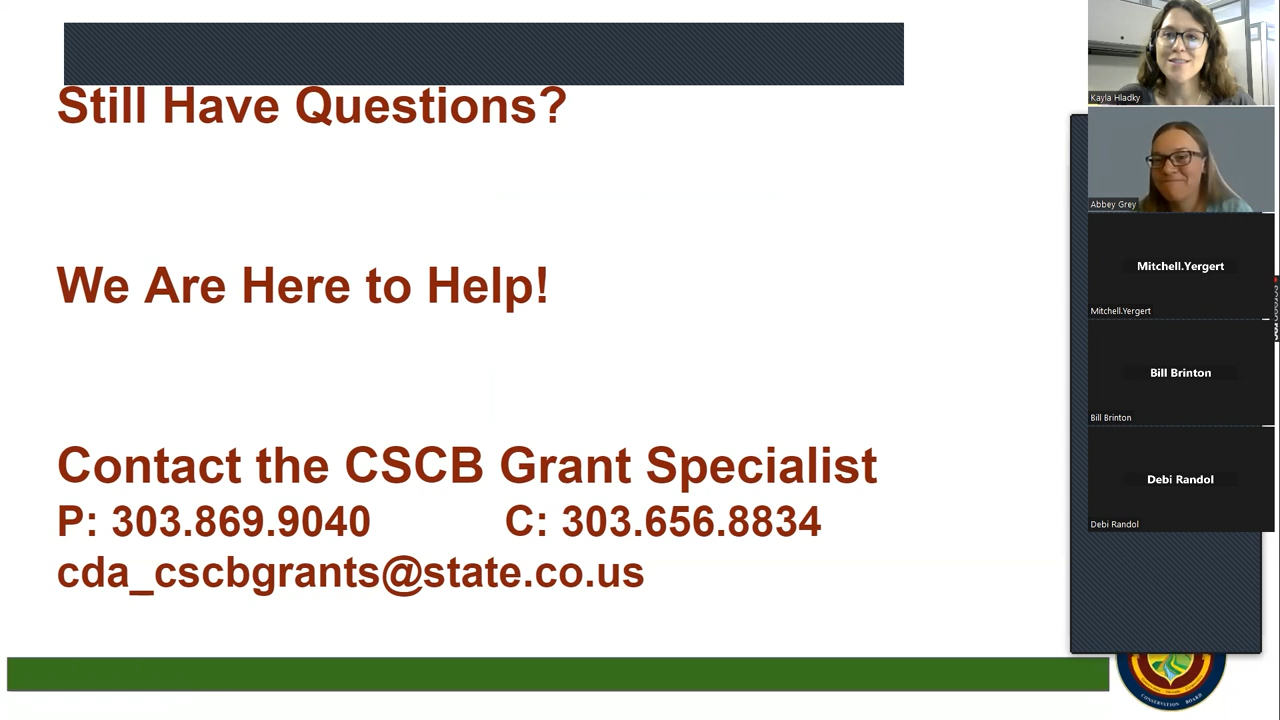 Still Have Questions?
We Are Here to Help!
Contact the CSCB Grant Specialist
P: 303.869.9040 C: 303.656.8834
cda_cscbgrants@state.co.us
Kayla Hladky
Abbey Grey
Mitchell.Yergert
Mitchell.Yergert
Bill Brinton
Bill Brinton
Debi Randol
Debi Randol
CONSERVATION BOARD